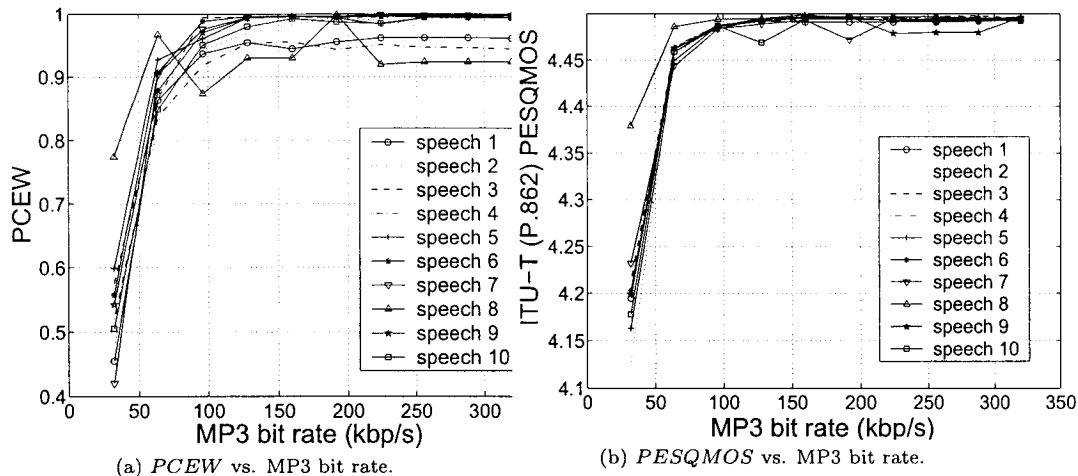 1
0.9
0.8
0.7
0.6
0.5
0.4
PCEW
0 50 100 150 200 250 300
MP3 bit rate (kbp/s)
speech 1
speech 2
speech 3
speech 4
speech 5
speech 6
speech 7
speech 8
speech 9
speech 10
(a) PCEW vs. MP3 bit rate.
4.45
4.4
4.35
4.3
4.25
4.2
4.15
4.1
ITU-T (P.862) PESQMOS
0 50 100 150 200 250 300 350
MP3 bit rate (kbp/s)
speech 1
speech 2
speech 3
speech 4
speech 5
speech 6
speech 7
speech 8
speech 9
speech 10
(b) PESQMOS vs. MP3 bit rate.